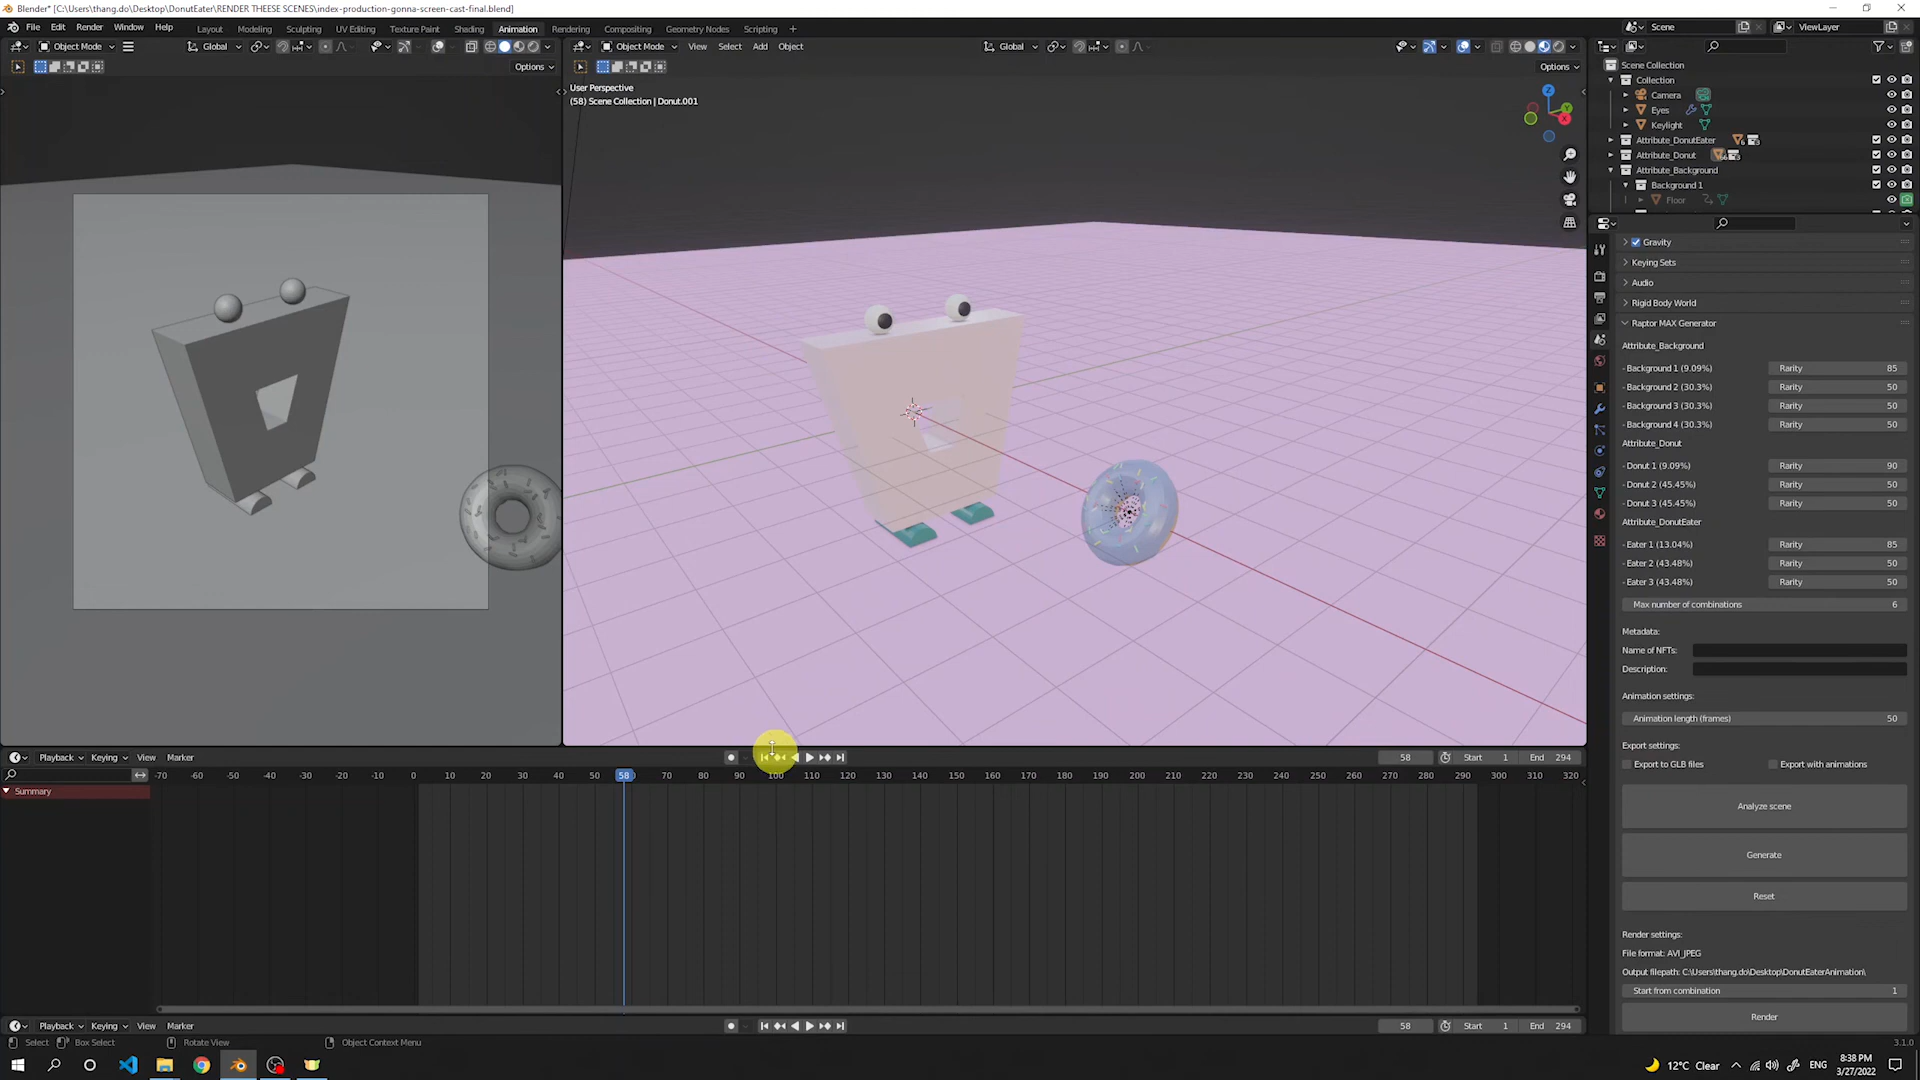 Blender* [C:\Users\thang.do\Desktop\DonutEater\RENDER THEESE SCENES\index-production-gonna-screen-cast-final.blend]
File Edit Render Window Help Layout Modeling Sculpting UV Editing Texture Paint Shading Animation Rendering Compositing Geometry Nodes Scripting + Scene ViewLayer
Object Mode Global Object Mode View Select Add Object Global
Options Options
User Perspective
(58) Scene Collection | Donut.001
Z Y X
Scene Collection
Collection
Camera
Eyes
Keylight
Attribute_DonutEater
Attribute_Donut
Attribute_Background
Background 1
Floor
Gravity
Keying Sets
Audio
Rigid Body World
Raptor MAX Generator
Attribute_Background
- Background 1 (9.09%) Rarity 85
- Background 2 (30.3%) Rarity 50
- Background 3 (30.3%) Rarity 50
- Background 4 (30.3%) Rarity 50
Attribute_Donut
- Donut 1 (9.09%) Rarity 90
- Donut 2 (45.45%) Rarity 50
- Donut 3 (45.45%) Rarity 50
Attribute_DonutEater
- Eater 1 (13.04%) Rarity 85
- Eater 2 (43.48%) Rarity 50
- Eater 3 (43.48%) Rarity 50
Max number of combinations 6
Metadata:
Name of NFTs:
Description:
Animation settings:
Animation length (frames) 50
Export settings:
Export to GLB files Export with animations
Analyze scene
Generate
Reset
Render settings:
File format: AVI_JPEG
Output filepath: C:\Users\thang.do\Desktop\DonutEaterAnimation\
Start from combination 1
Render
Playback Keying View Marker 58 Start 1 End 294
-70 -60 -50 -40 -30 -20 -10 0 10 20 30 40 50 58 70 80 90 100 110 120 130 140 150 160 170 180 190 200 210 220 230 240 250 260 270 280 290 300 310 320
Summary
Playback Keying View Marker 58 Start 1 End 294
Select Box Select Rotate View Object Context Menu 3.1.0
12°C Clear ENG 8:38 PM
3/27/2022